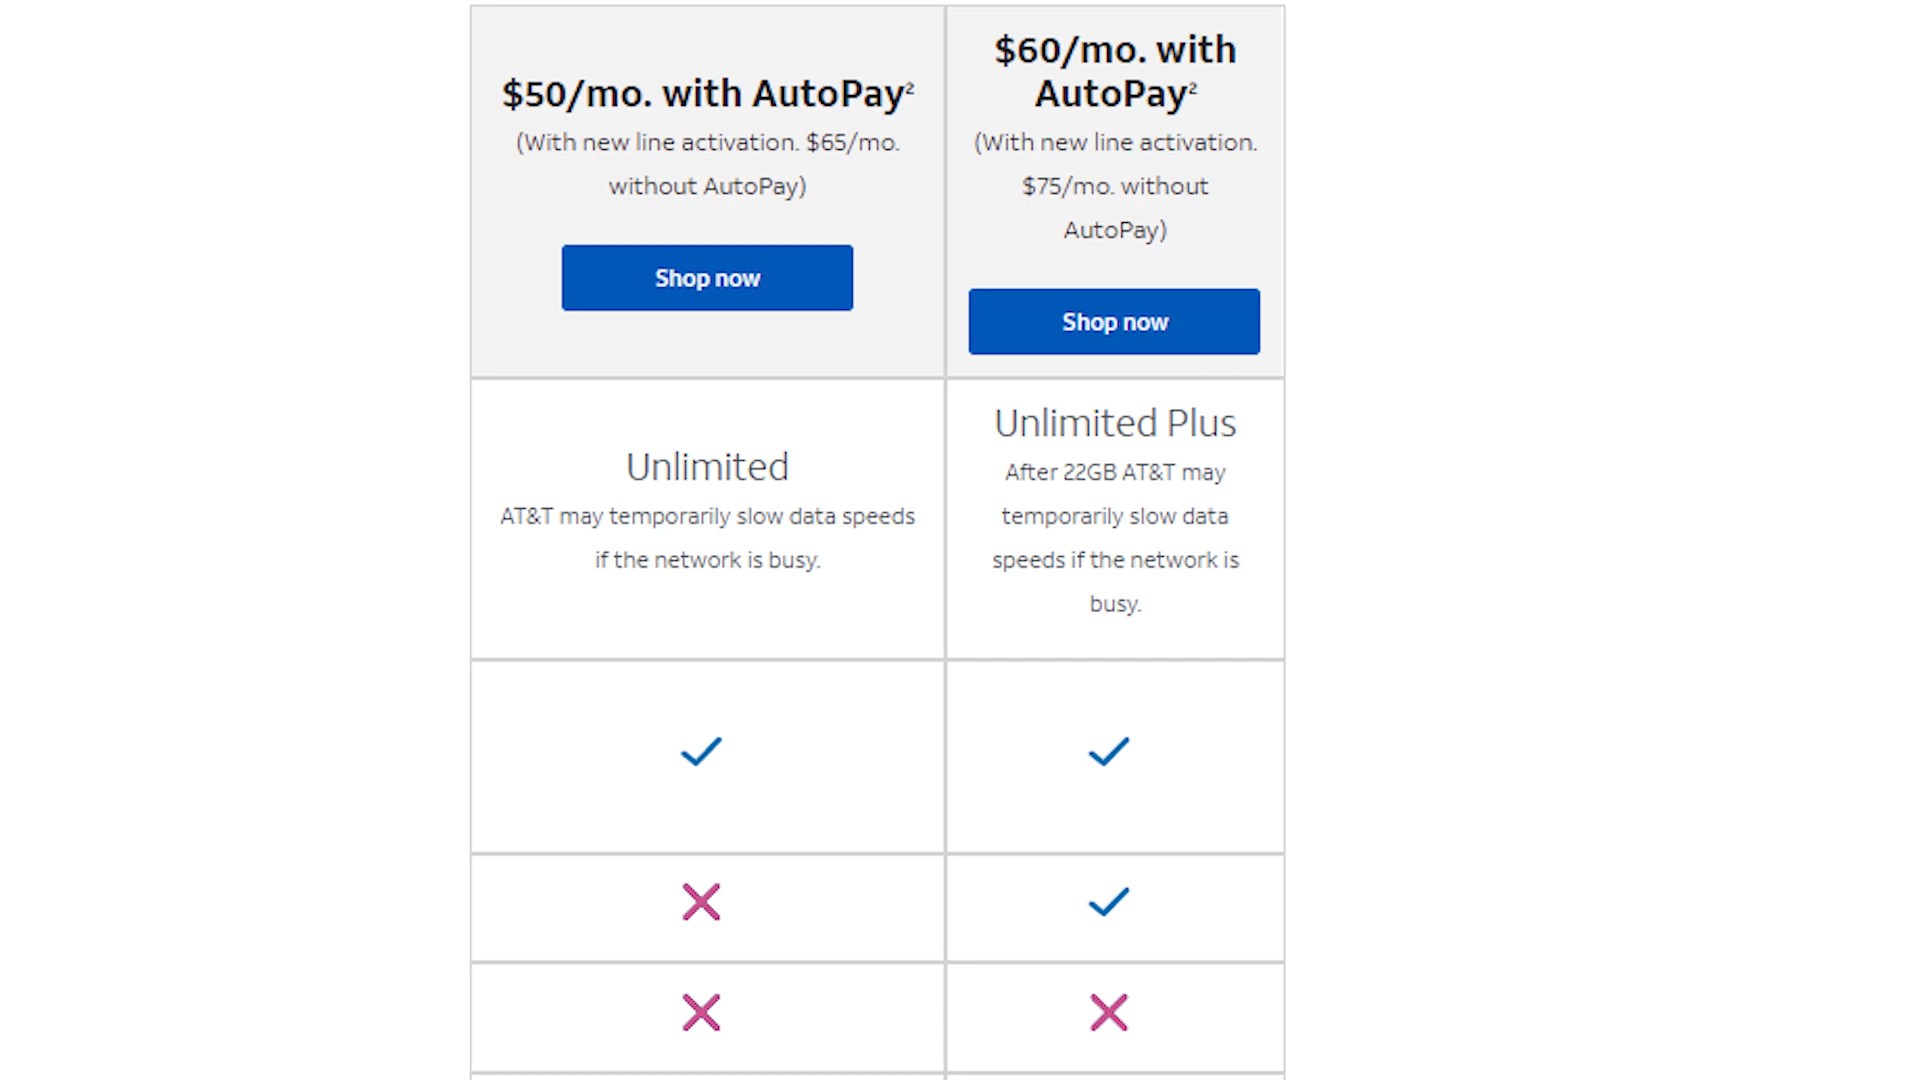 $50/mo. with AutoPay²
(With new line activation. $65/mo.
without AutoPay)
Shop now
$60/mo. with
AutoPay²
(With new line activation.
$75/mo. without
AutoPay)
Shop now
Unlimited
AT&T may temporarily slow data speeds
if the network is busy.
Unlimited Plus
After 22GB AT&T may
temporarily slow data
speeds if the network is
busy.